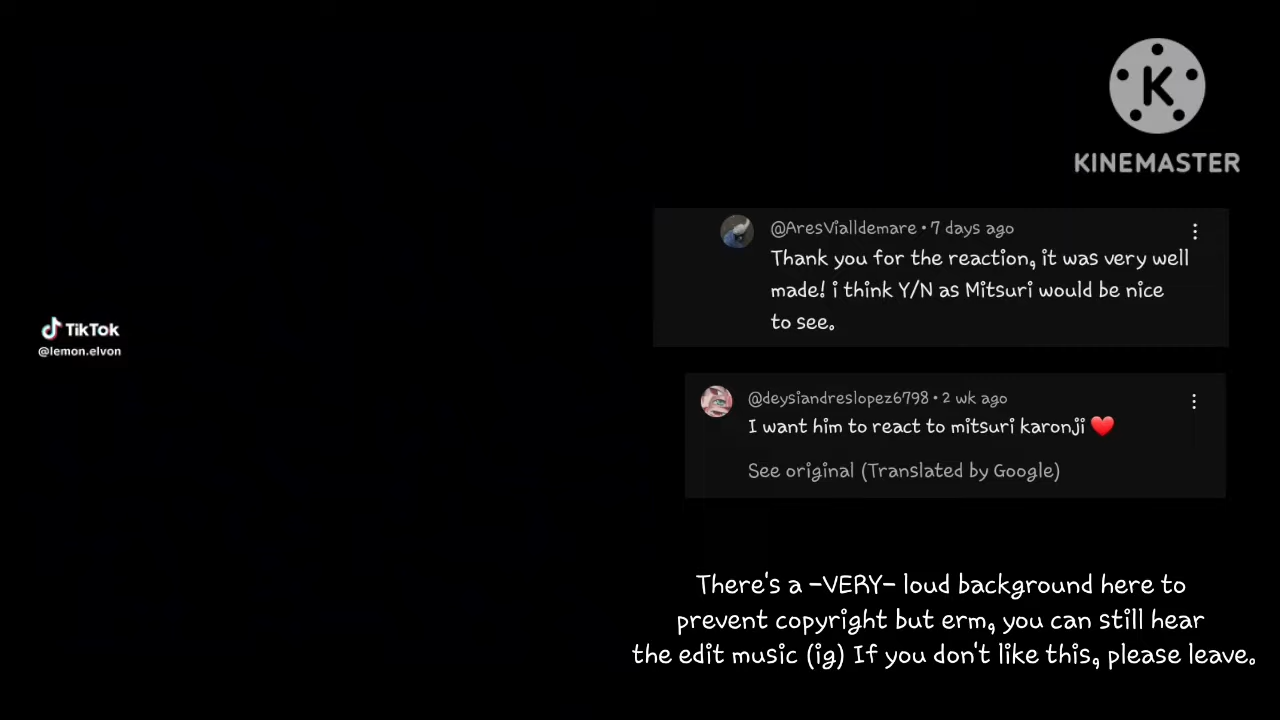 K
KINEMASTER
@AresVialldemare • 7 days ago
Thank you for the reaction, it was very well
made! i think Y/N as Mitsuri would be nice
to see.
TikTok
@lemon.elvon
@deysiandreslopez6798 • 2 wk ago
I want him to react to mitsuri karonji ❤️
See original (Translated by Google)
There's a -VERY- loud background here to
prevent copyright but erm, you can still hear
the edit music (ig) If you don't like this, please leave.